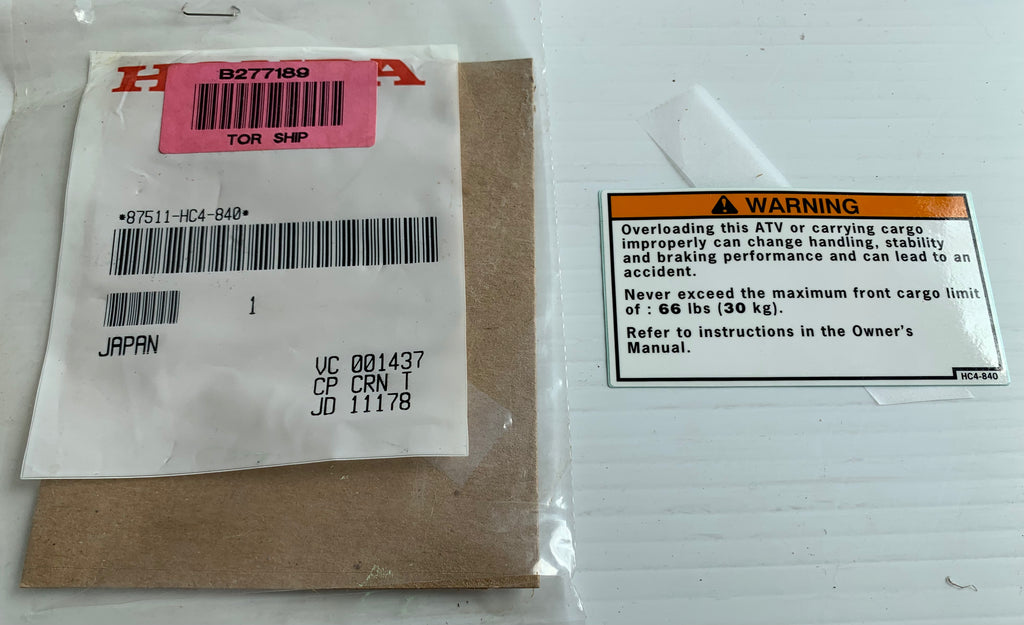 B277189
TOR SHIP
*87511-HC4-840*
1
JAPAN
VC 001437
CP CRN T
JD 11178
WARNING
Overloading this ATV or carrying cargo
improperly can change handling, stability
and braking performance and can lead to an
accident.
Never exceed the maximum front cargo limit
of : 66 lbs (30 kg).
Refer to instructions in the Owner's
Manual.
HC4-840